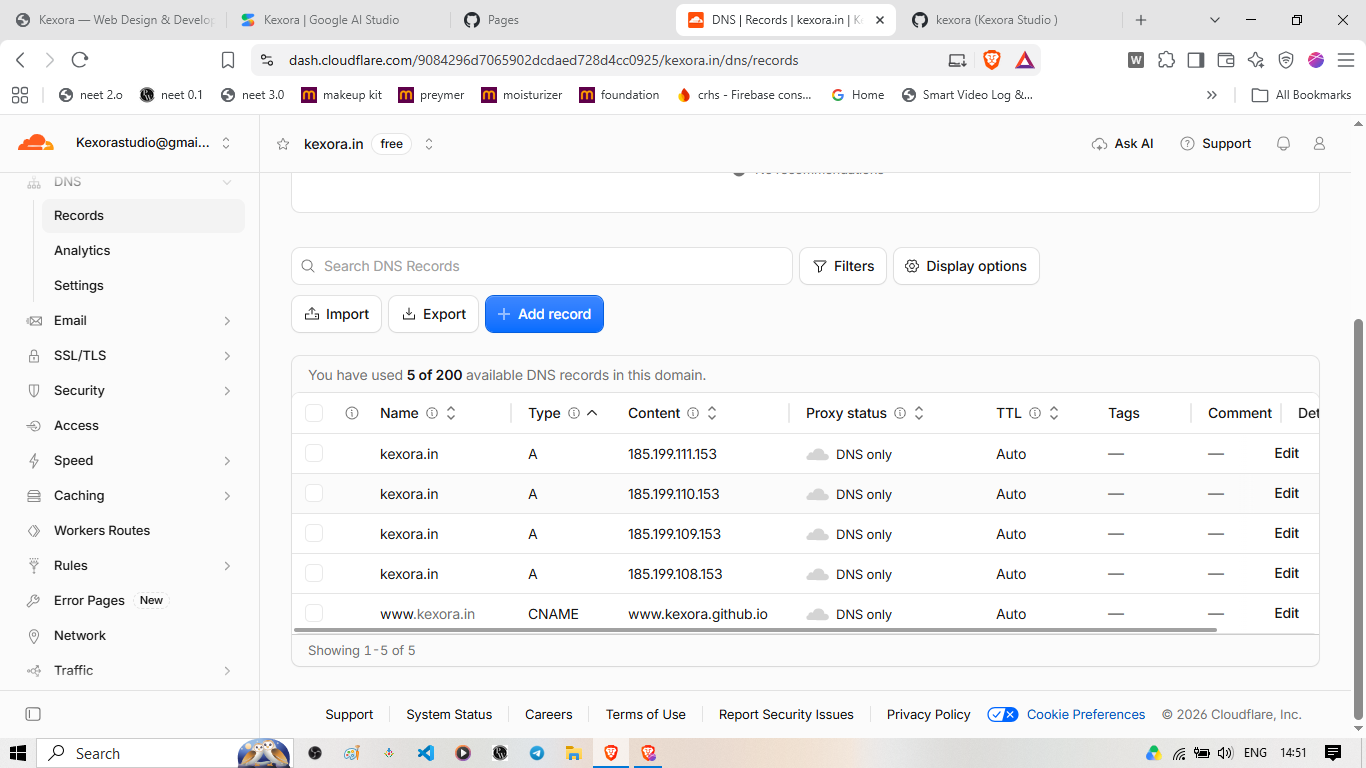 Kexora — Web Design & Develop
Kexora | Google AI Studio
Pages
DNS | Records | kexora.in | Ke
kexora (Kexora Studio )
dash.cloudflare.com/9084296d7065902dcdaed728d4cc0925/kexora.in/dns/records
neet 2.o
neet 0.1
neet 3.0
makeup kit
preymer
moisturizer
foundation
crhs - Firebase cons...
Home
Smart Video Log &...
All Bookmarks
Kexorastudio@gmai...
kexora.in
free
Ask AI
Support
DNS
Records
Analytics
Settings
Email
SSL/TLS
Security
Access
Speed
Caching
Workers Routes
Rules
Error Pages New
Network
Traffic
No recommendations
Search DNS Records
Filters
Display options
Import
Export
Add record
You have used 5 of 200 available DNS records in this domain.
Name Type Content Proxy status TTL Tags Comment Det
kexora.in A 185.199.111.153 DNS only Auto — — Edit
kexora.in A 185.199.110.153 DNS only Auto — — Edit
kexora.in A 185.199.109.153 DNS only Auto — — Edit
kexora.in A 185.199.108.153 DNS only Auto — — Edit
www.kexora.in CNAME www.kexora.github.io DNS only Auto — — Edit
Showing 1-5 of 5
Support System Status Careers Terms of Use Report Security Issues Privacy Policy Cookie Preferences © 2026 Cloudflare, Inc.
Search
ENG
14:51